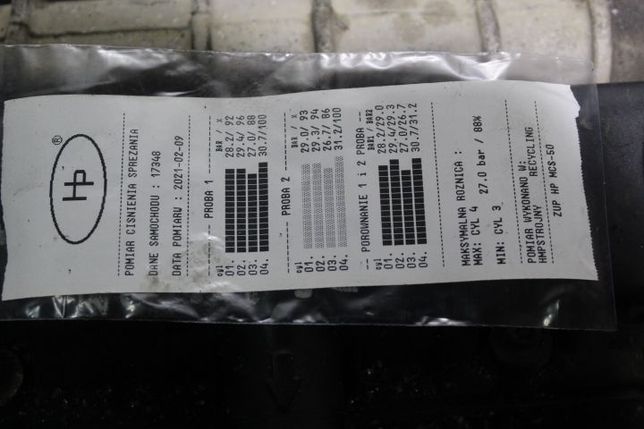 HP ®
POMIAR CISNIENIA SPREZANIA
DANE SAMOCHODU : 17348
DATA POMIARU : 2021-02-09
-- PROBA 1 --
cyl BAR / %
01. 28.2/ 92
02. 29.4/ 96
03. 27.0/ 88
04. 30.7/100
-- PROBA 2 --
cyl BAR / %
01. 29.0/ 93
02. 29.3/ 94
03. 26.7/ 86
04. 31.2/100
-- POROWNANIE 1 i 2 PROBA --
cyl BAR / BAR2
01. 28.2/29.0
02. 29.4/29.3
03. 27.0/26.7
04. 30.7/31.2
MAKSYMALNA ROZNICA :
MAX: CYL 4
27.0 bar / 88%
MIN: CYL 3
POMIAR WYKONANO W:
HMPSTROJNY RECYCLING
ZUP HP MCS-50